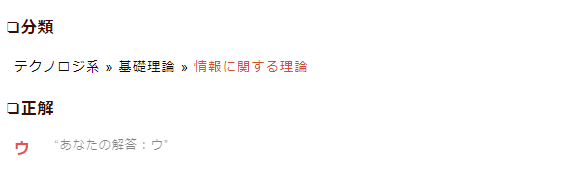 ❏分類
テクノロジ系 » 基礎理論 » 情報に関する理論
❏正解
ウ “あなたの解答：ウ”